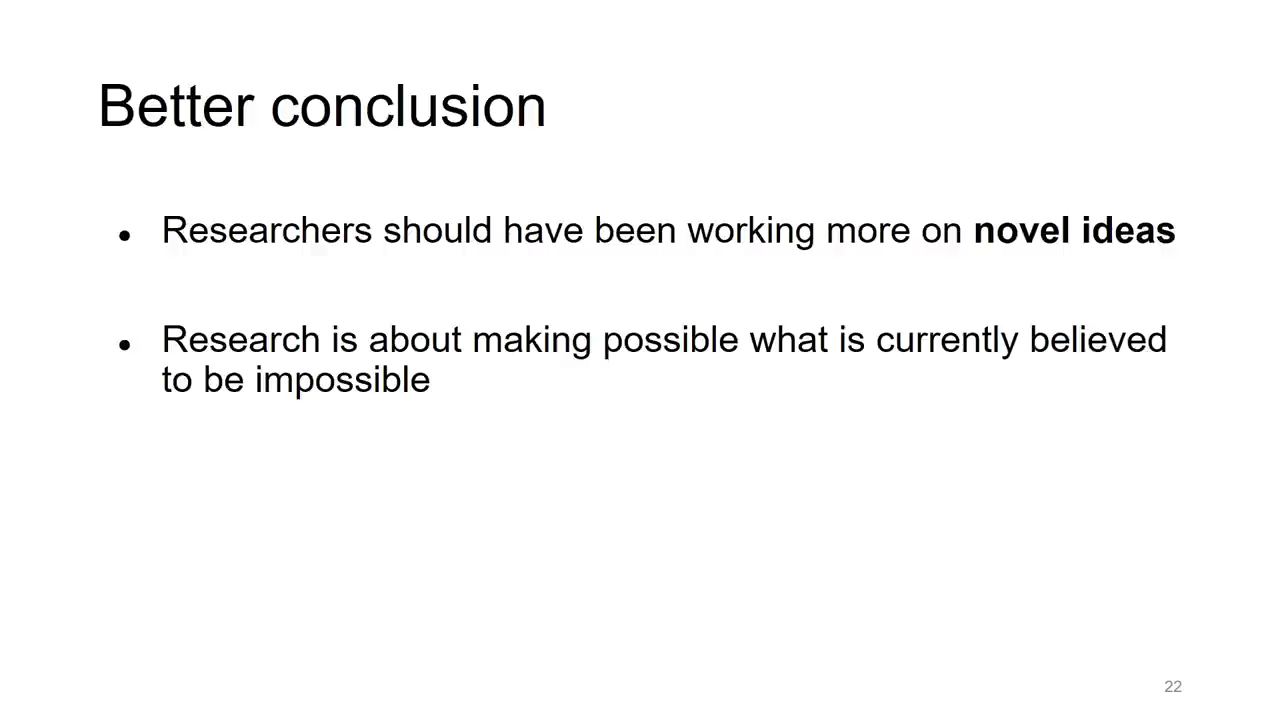 Better conclusion
● Researchers should have been working more on novel ideas
● Research is about making possible what is currently believed
to be impossible
22